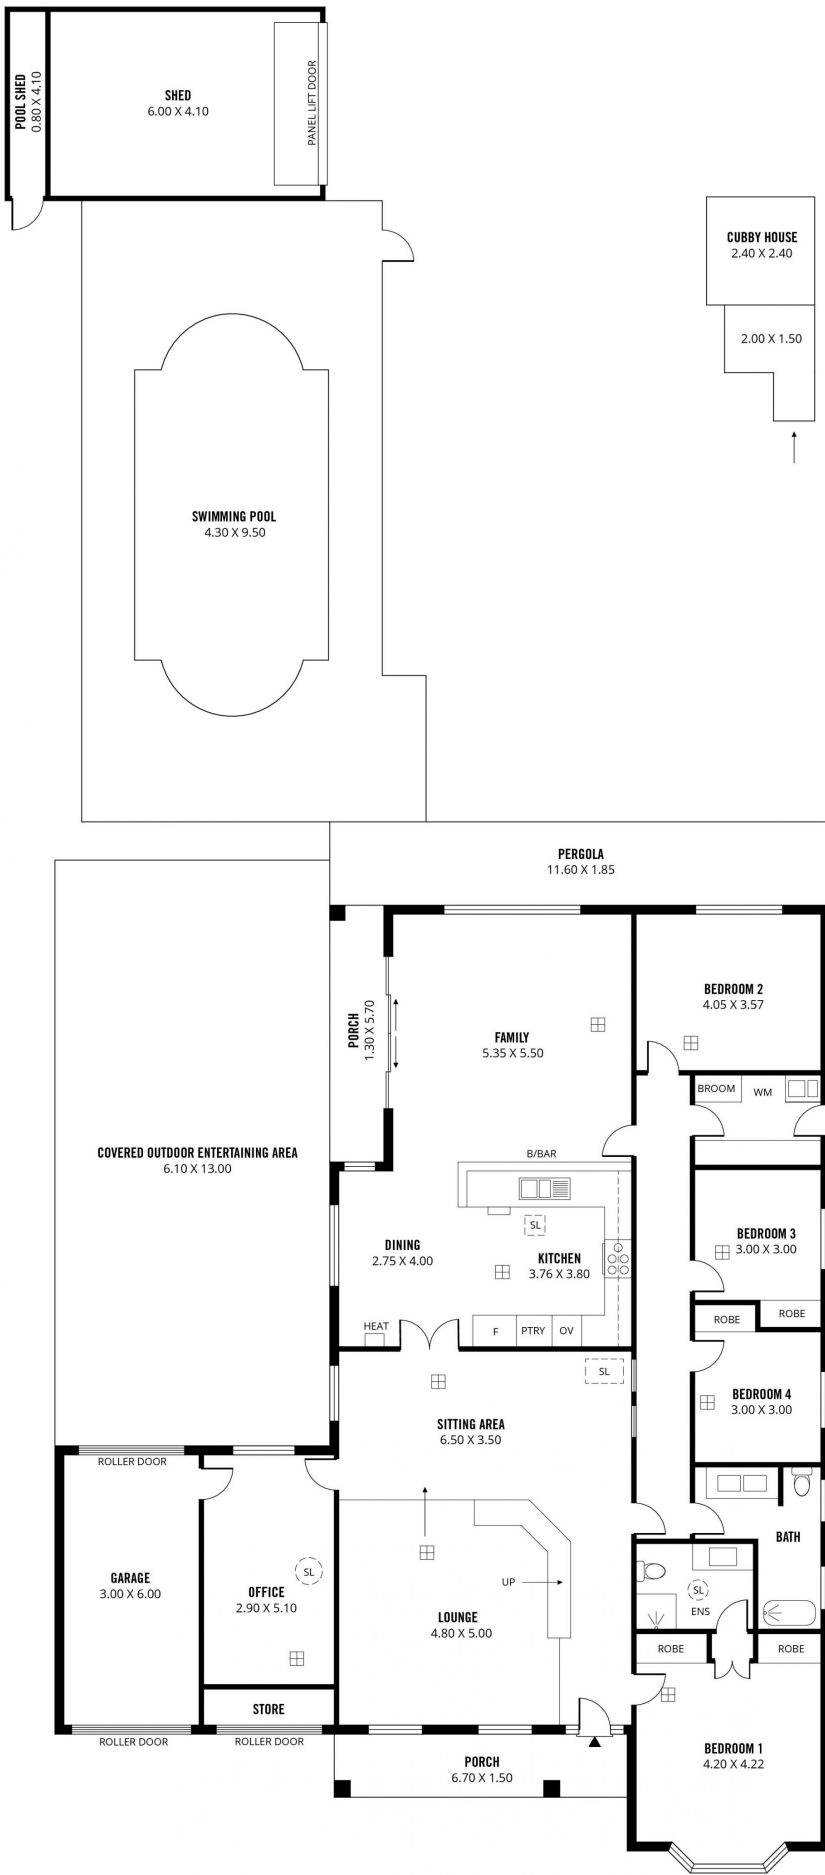 POOL SHED
0.80 X 4.10
SHED
6.00 X 4.10
PANEL LIFT DOOR
CUBBY HOUSE
2.40 X 2.40
2.00 X 1.50
SWIMMING POOL
4.30 X 9.50
PERGOLA
11.60 X 1.85
BEDROOM 2
4.05 X 3.57
PORCH
1.30 X 5.70
FAMILY
5.35 X 5.50
BROOM
WM
COVERED OUTDOOR ENTERTAINING AREA
6.10 X 13.00
B/BAR
SL
DINING
2.75 X 4.00
KITCHEN
3.76 X 3.80
BEDROOM 3
3.00 X 3.00
ROBE
ROBE
HEAT
F
PTRY
OV
SL
BEDROOM 4
3.00 X 3.00
SITTING AREA
6.50 X 3.50
ROLLER DOOR
BATH
GARAGE
3.00 X 6.00
OFFICE
2.90 X 5.10
SL
UP
SL
ENS
LOUNGE
4.80 X 5.00
ROBE
ROBE
STORE
ROLLER DOOR
ROLLER DOOR
PORCH
6.70 X 1.50
BEDROOM 1
4.20 X 4.22